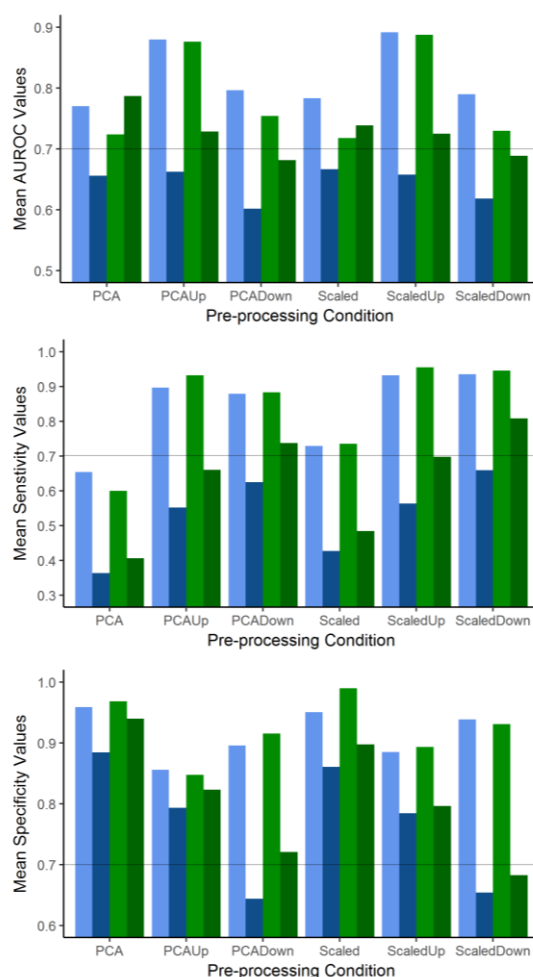 Mean AUROC Values
0.9
0.8
0.7
0.6
0.5
PCA PCAUp PCADown Scaled ScaledUp ScaledDown
Pre-processing Condition
Mean Senstivity Values
1.0
0.9
0.8
0.7
0.6
0.5
0.4
0.3
PCA PCAUp PCADown Scaled ScaledUp ScaledDown
Pre-processing Condition
Mean Specificity Values
1.0
0.9
0.8
0.7
0.6
PCA PCAUp PCADown Scaled ScaledUp ScaledDown
Pre-processing Condition